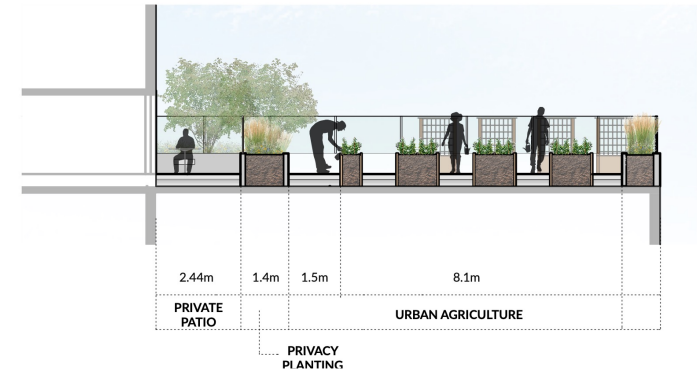 2.44m 1.4m 1.5m 8.1m
PRIVATE
PATIO
URBAN AGRICULTURE
PRIVACY
PLANTING